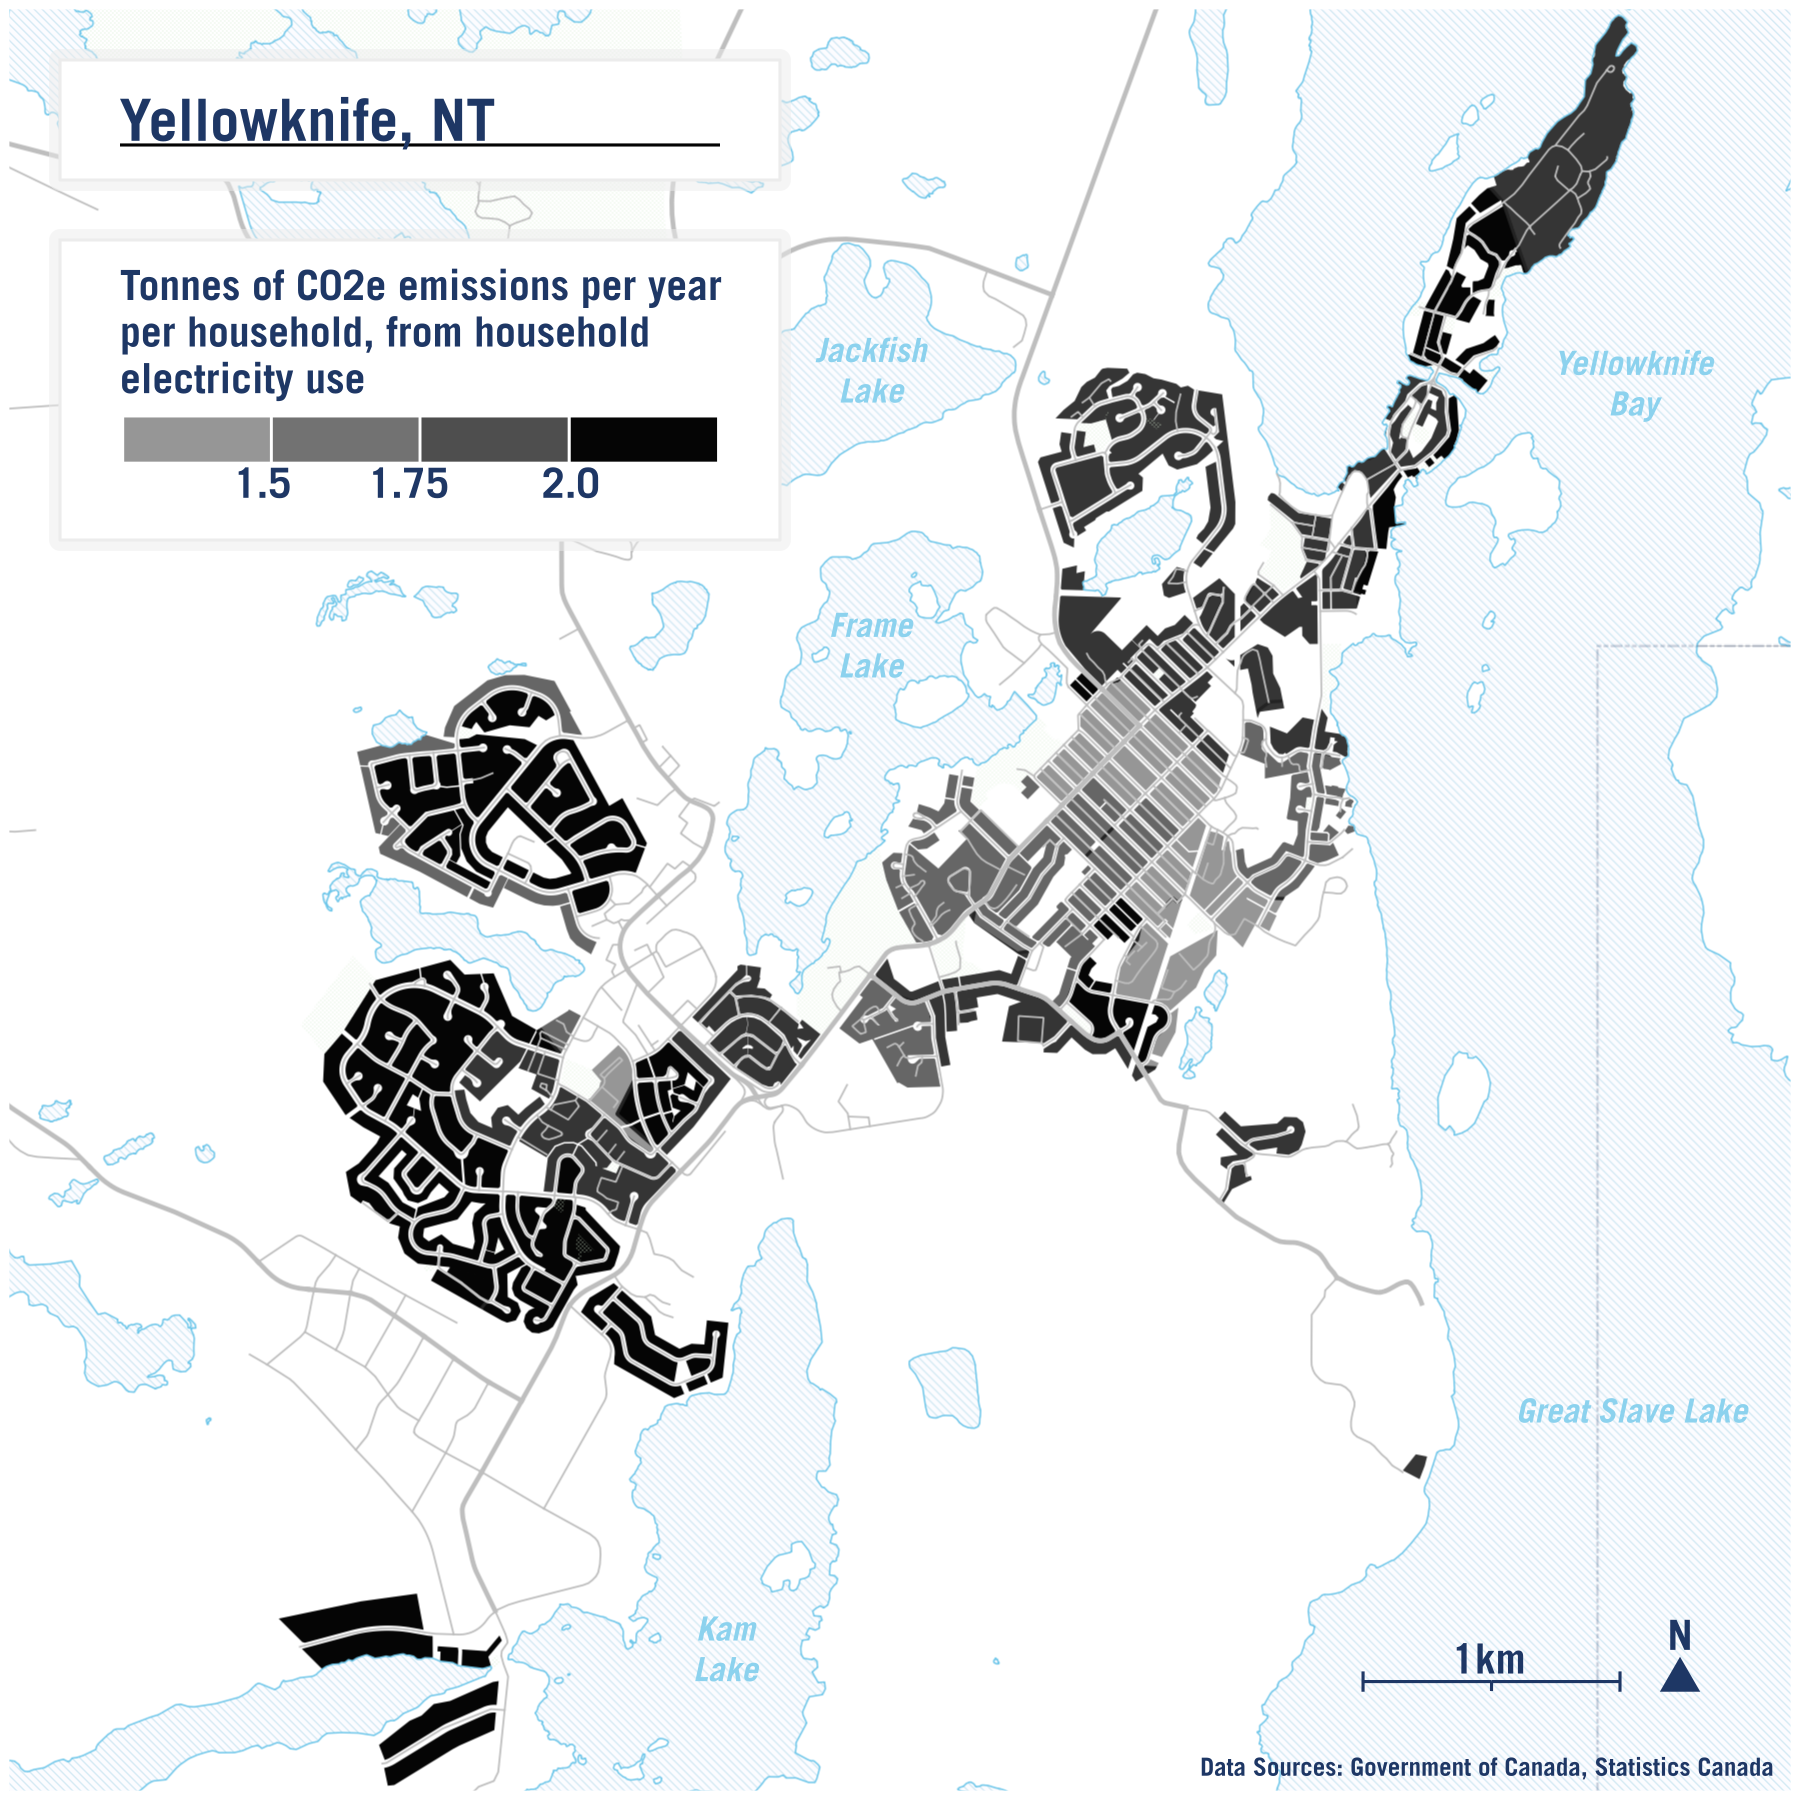 Yellowknife, NT
Tonnes of CO2e emissions per year
per household, from household
electricity use
1.5 1.75 2.0
Jackfish
Lake
Yellowknife
Bay
Frame
Lake
Great Slave Lake
Kam
Lake
1km
N
Data Sources: Government of Canada, Statistics Canada